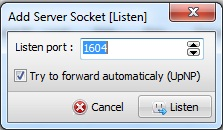 Add Server Socket [Listen]
Listen port : 1604
Try to forward automaticaly (UpNP)
Cancel Listen